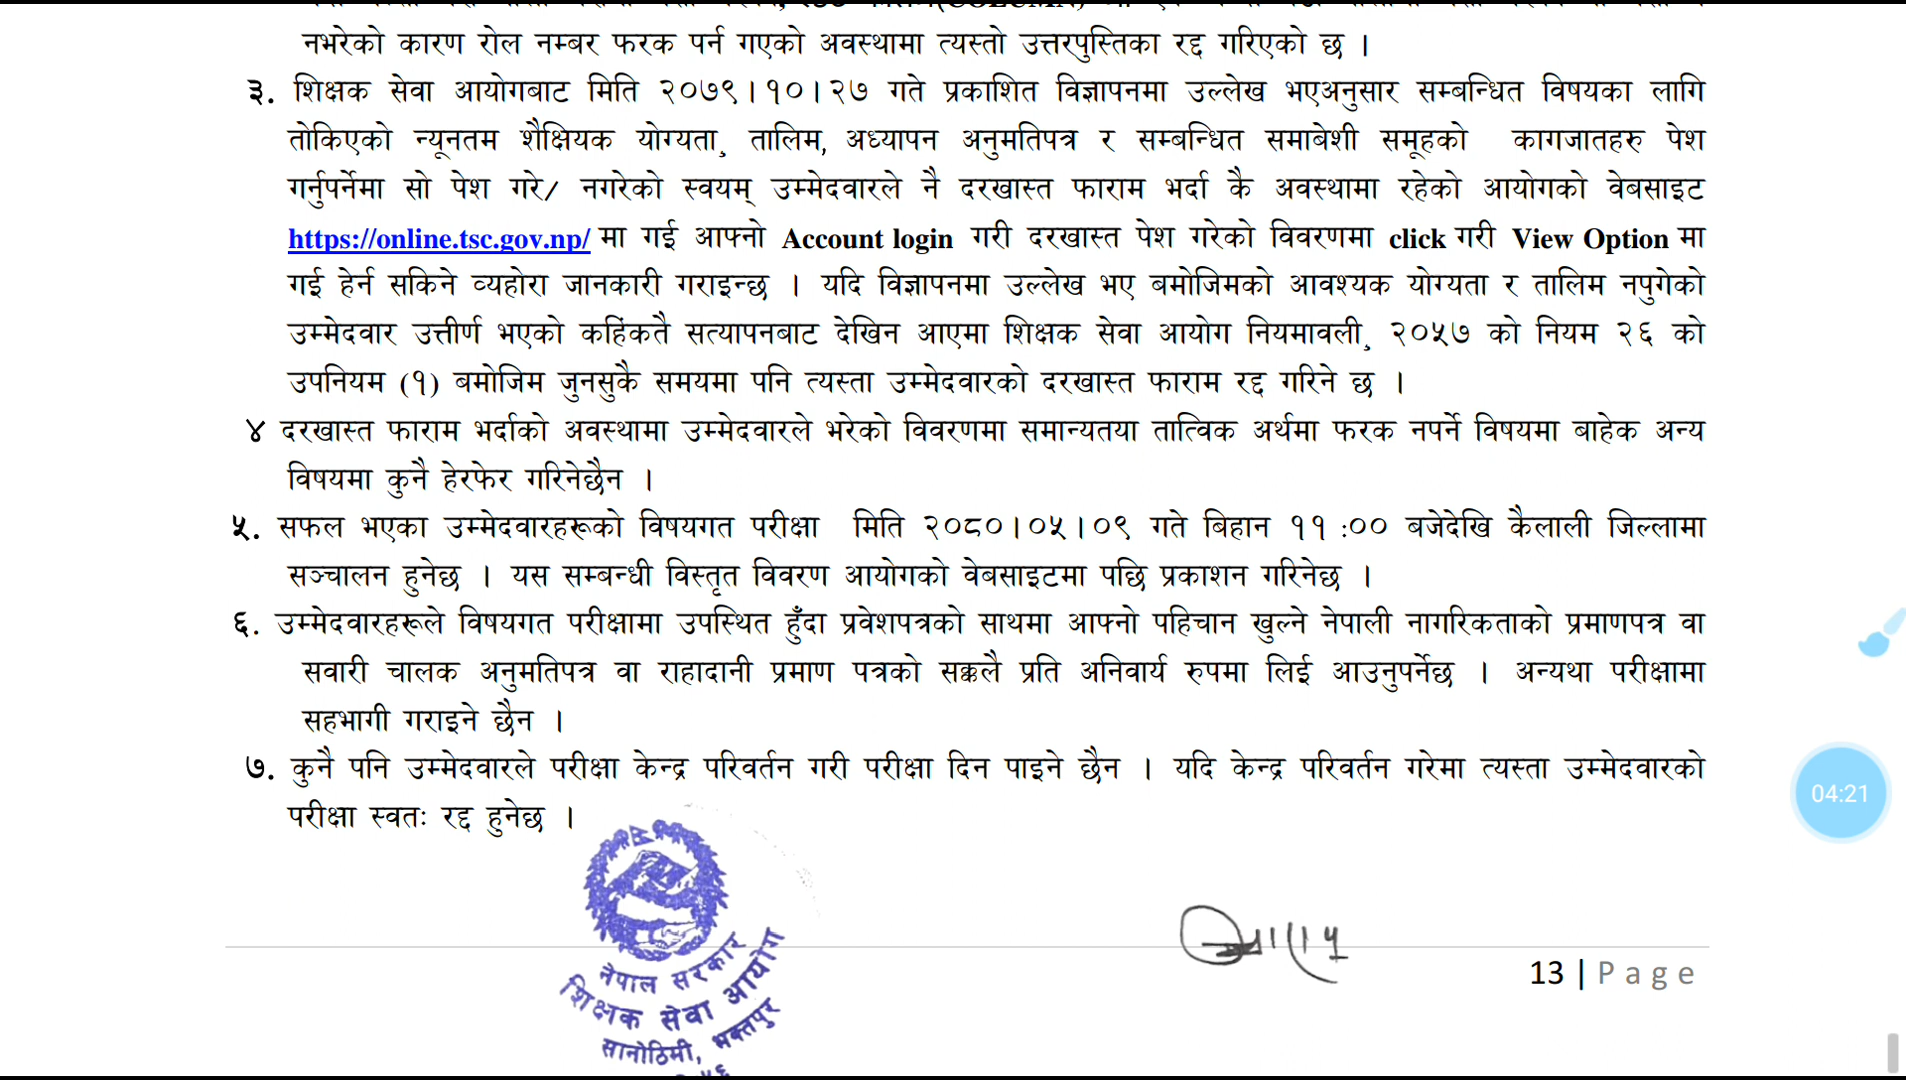 नभरेको कारण रोल नम्बर फरक पर्न गएको अवस्थामा त्यस्तो उत्तरपुस्तिका रद्द गरिएको छ ।
३. शिक्षक सेवा आयोगबाट मिति २०७९।१०।२७ गते प्रकाशित विज्ञापनमा उल्लेख भएअनुसार सम्बन्धित विषयका लागि
तोकिएको न्यूनतम शैक्षियक योग्यता, तालिम, अध्यापन अनुमतिपत्र र सम्बन्धित समाबेशी समूहको कागजातहरु पेश
गर्नुपर्नेमा सो पेश गरे/ नगरेको स्वयम् उम्मेदवारले नै दरखास्त फाराम भर्दा कै अवस्थामा रहेको आयोगको वेबसाइट
https://online.tsc.gov.np/ मा गई आफ्नो Account login गरी दरखास्त पेश गरेको विवरणमा click गरी View Option मा
गई हेर्न सकिने व्यहोरा जानकारी गराइन्छ । यदि विज्ञापनमा उल्लेख भए बमोजिमको आवश्यक योग्यता र तालिम नपुगेको
उम्मेदवार उत्तीर्ण भएको कहिंकतै सत्यापनबाट देखिन आएमा शिक्षक सेवा आयोग नियमावली, २०५७ को नियम २६ को
उपनियम (१) बमोजिम जुनसुकै समयमा पनि त्यस्ता उम्मेदवारको दरखास्त फाराम रद्द गरिने छ ।
४ दरखास्त फाराम भर्दाको अवस्थामा उम्मेदवारले भरेको विवरणमा समान्यतया तात्विक अर्थमा फरक नपर्ने विषयमा बाहेक अन्य
विषयमा कुनै हेरफेर गरिनेछैन ।
५. सफल भएका उम्मेदवारहरूको विषयगत परीक्षा मिति २०८०।०५।०९ गते बिहान ११:०० बजेदेखि कैलाली जिल्लामा
सञ्चालन हुनेछ । यस सम्बन्धी विस्तृत विवरण आयोगको वेबसाइटमा पछि प्रकाशन गरिनेछ ।
६. उम्मेदवारहरूले विषयगत परीक्षामा उपस्थित हुँदा प्रवेशपत्रको साथमा आफ्नो पहिचान खुल्ने नेपाली नागरिकताको प्रमाणपत्र वा
सवारी चालक अनुमतिपत्र वा राहादानी प्रमाण पत्रको सक्कलै प्रति अनिवार्य रुपमा लिई आउनुपर्नेछ । अन्यथा परीक्षामा
सहभागी गराइने छैन ।
७. कुनै पनि उम्मेदवारले परीक्षा केन्द्र परिवर्तन गरी परीक्षा दिन पाइने छैन । यदि केन्द्र परिवर्तन गरेमा त्यस्ता उम्मेदवारको
परीक्षा स्वतः रद्द हुनेछ ।
04:21
नेपाल सरकार
शिक्षक सेवा आयोग
सानोठिमी, भक्तपुर
13 | Page